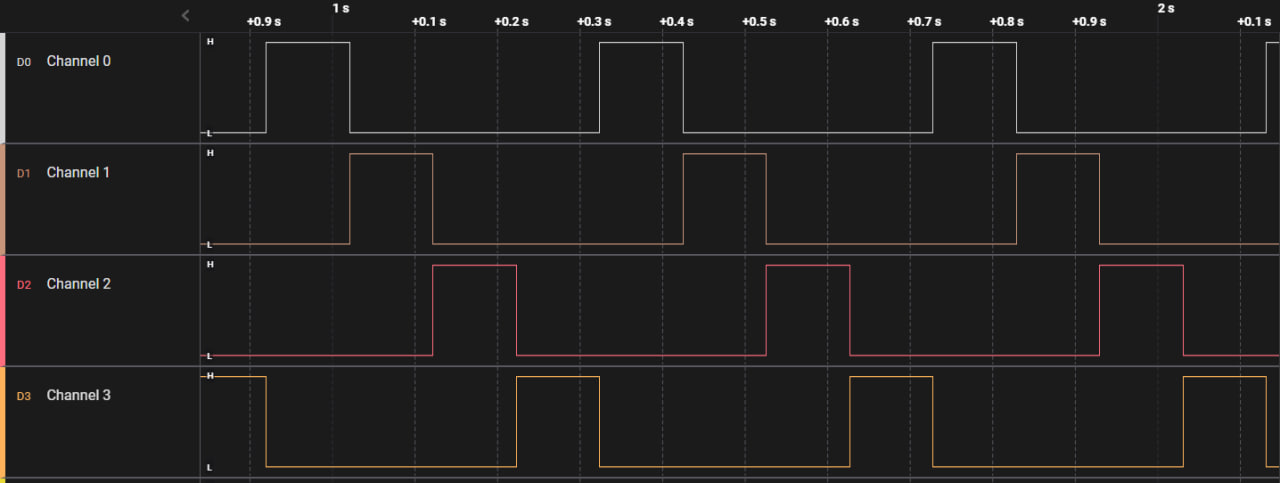 1 s 2 s
+0.9 s +0.1 s +0.2 s +0.3 s +0.4 s +0.5 s +0.6 s +0.7 s +0.8 s +0.9 s +0.1 s
H
D0 Channel 0
L
H
D1 Channel 1
L
H
D2 Channel 2
L
H
D3 Channel 3
L